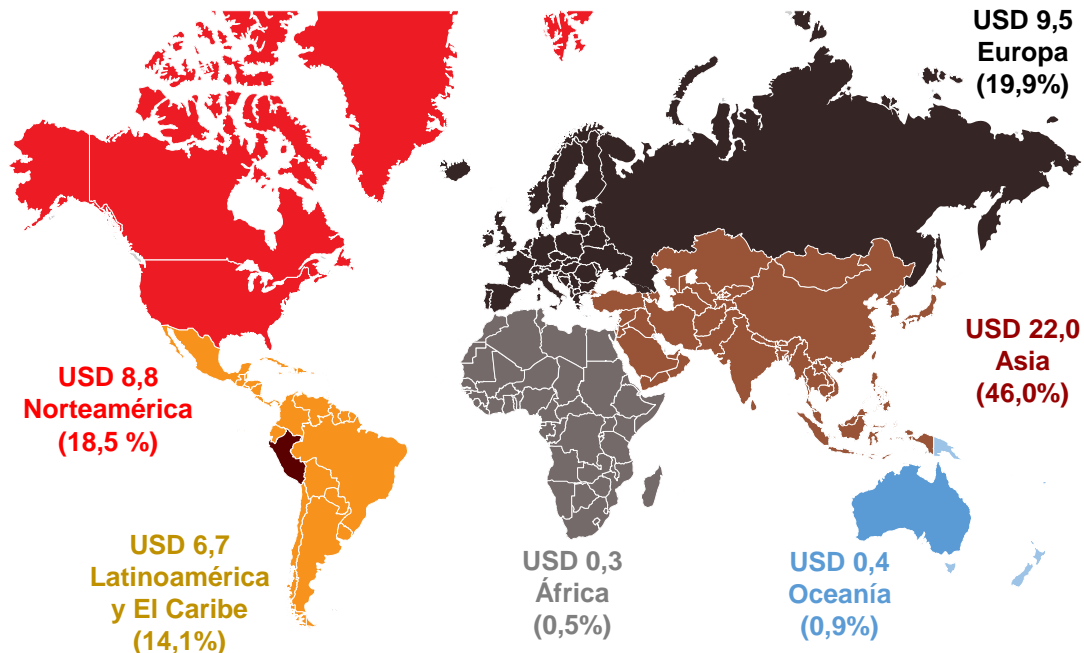 USD 9,5
Europa
(19,9%)
USD 22,0
Asia
(46,0%)
USD 8,8
Norteamérica
(18,5 %)
USD 6,7
Latinoamérica
y El Caribe
(14,1%)
USD 0,3
África
(0,5%)
USD 0,4
Oceanía
(0,9%)